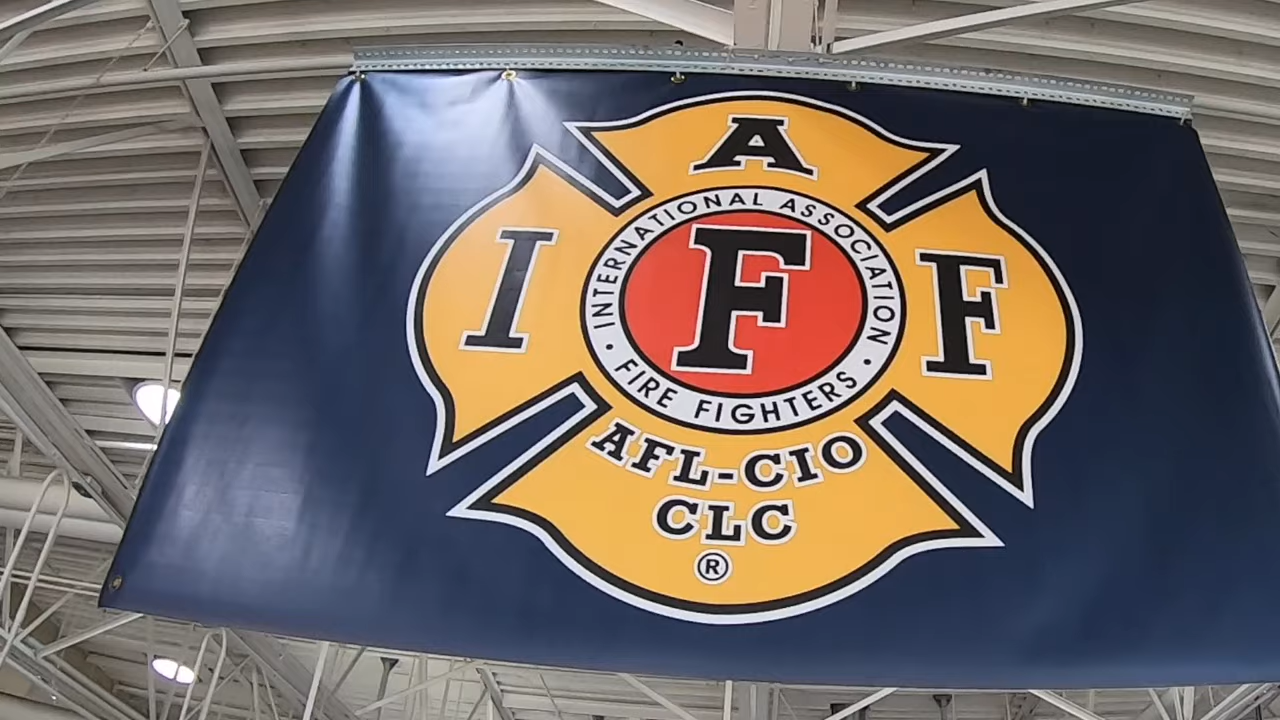 A
I F F
INTERNATIONAL ASSOCIATION
• FIRE FIGHTERS •
AFL-CIO
CLC
®